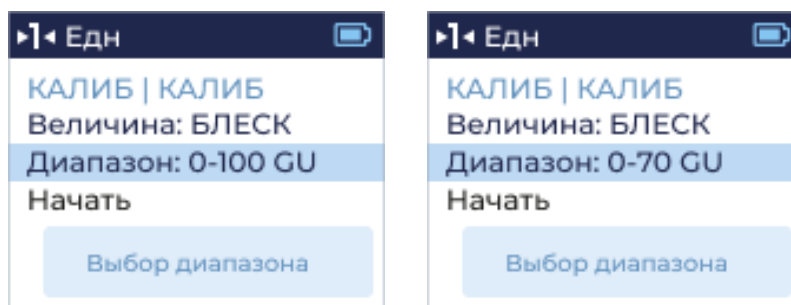 Едн
КАЛИБ | КАЛИБ
Величина: БЛЕСК
Диапазон: 0-100 GU
Начать
Выбор диапазона
Едн
КАЛИБ | КАЛИБ
Величина: БЛЕСК
Диапазон: 0-70 GU
Начать
Выбор диапазона